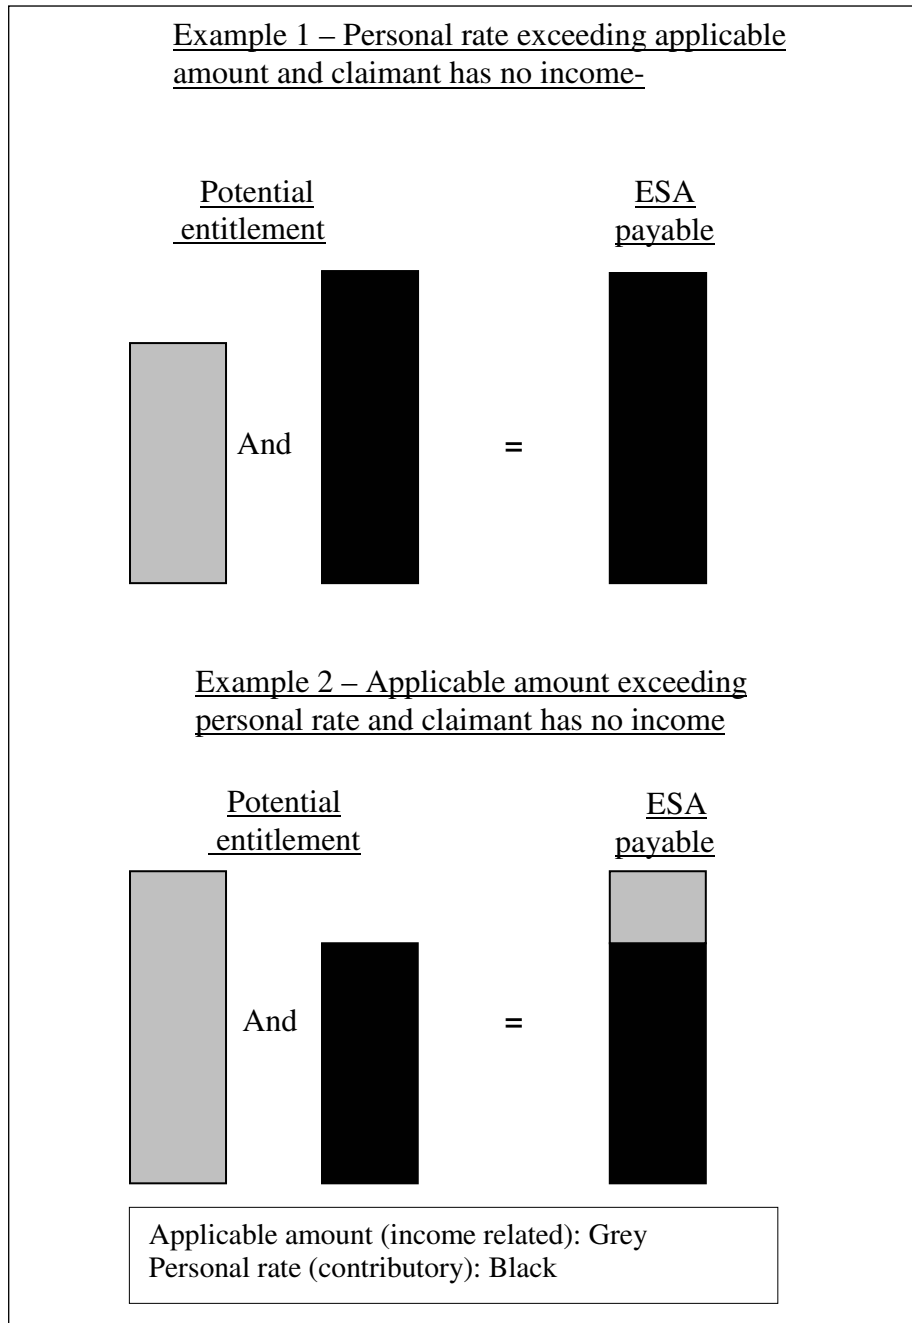 Example 1 – Personal rate exceeding applicable
amount and claimant has no income-
Potential
entitlement
ESA
payable
And
=
Example 2 – Applicable amount exceeding
personal rate and claimant has no income
Potential
entitlement
ESA
payable
And
=
Applicable amount (income related): Grey
Personal rate (contributory): Black